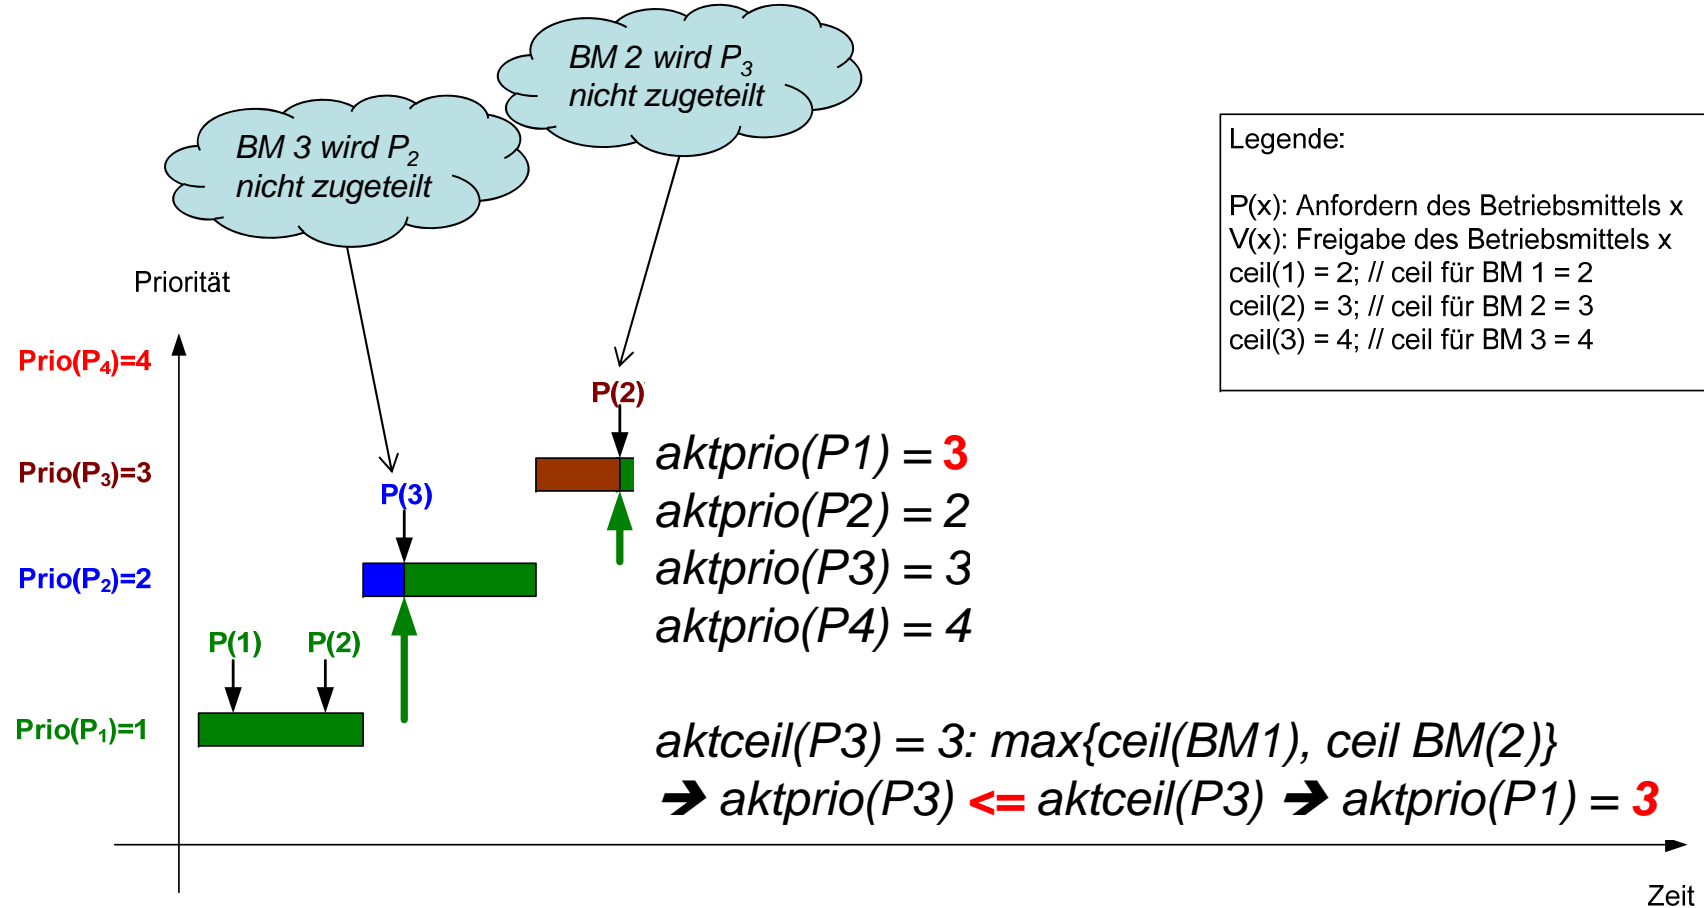 BM 2 wird P3
nicht zugeteilt
BM 3 wird P2
nicht zugeteilt
Legende:
P(x): Anfordern des Betriebsmittels x
V(x): Freigabe des Betriebsmittels x
ceil(1) = 2; // ceil für BM 1 = 2
ceil(2) = 3; // ceil für BM 2 = 3
ceil(3) = 4; // ceil für BM 3 = 4
Priorität
Prio(P4)=4
P(2)
Prio(P3)=3
P(3)
Prio(P2)=2
P(1) P(2)
Prio(P1)=1
aktprio(P1) = 3
aktprio(P2) = 2
aktprio(P3) = 3
aktprio(P4) = 4
aktceil(P3) = 3: max{ceil(BM1), ceil BM(2)}
➔ aktprio(P3) <= aktceil(P3) ➔ aktprio(P1) = 3
Zeit